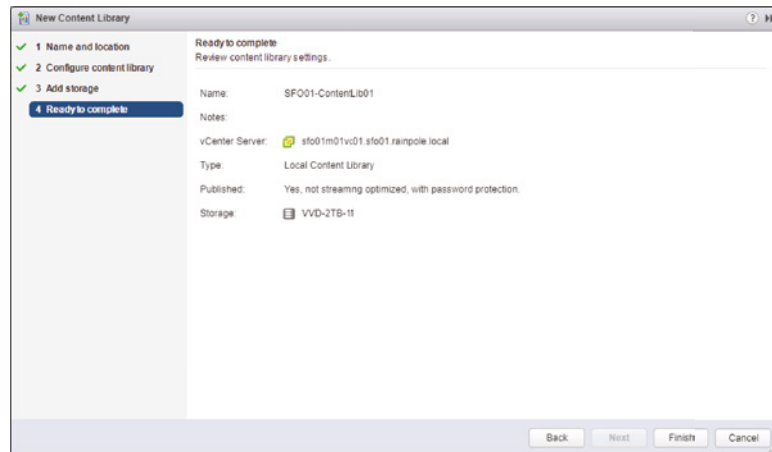 New Content Library
1 Name and location
2 Configure content library
3 Add storage
4 Ready to complete
Ready to complete
Review content library settings.
Name: SFO01-ContentLib01
Notes:
vCenter Server: sfo01m01vc01.sfo01.rainpole.local
Type: Local Content Library
Published: Yes, not streamng optimized, with password protection.
Storage: VVD-2TB-11
Back Next Finish Cancel